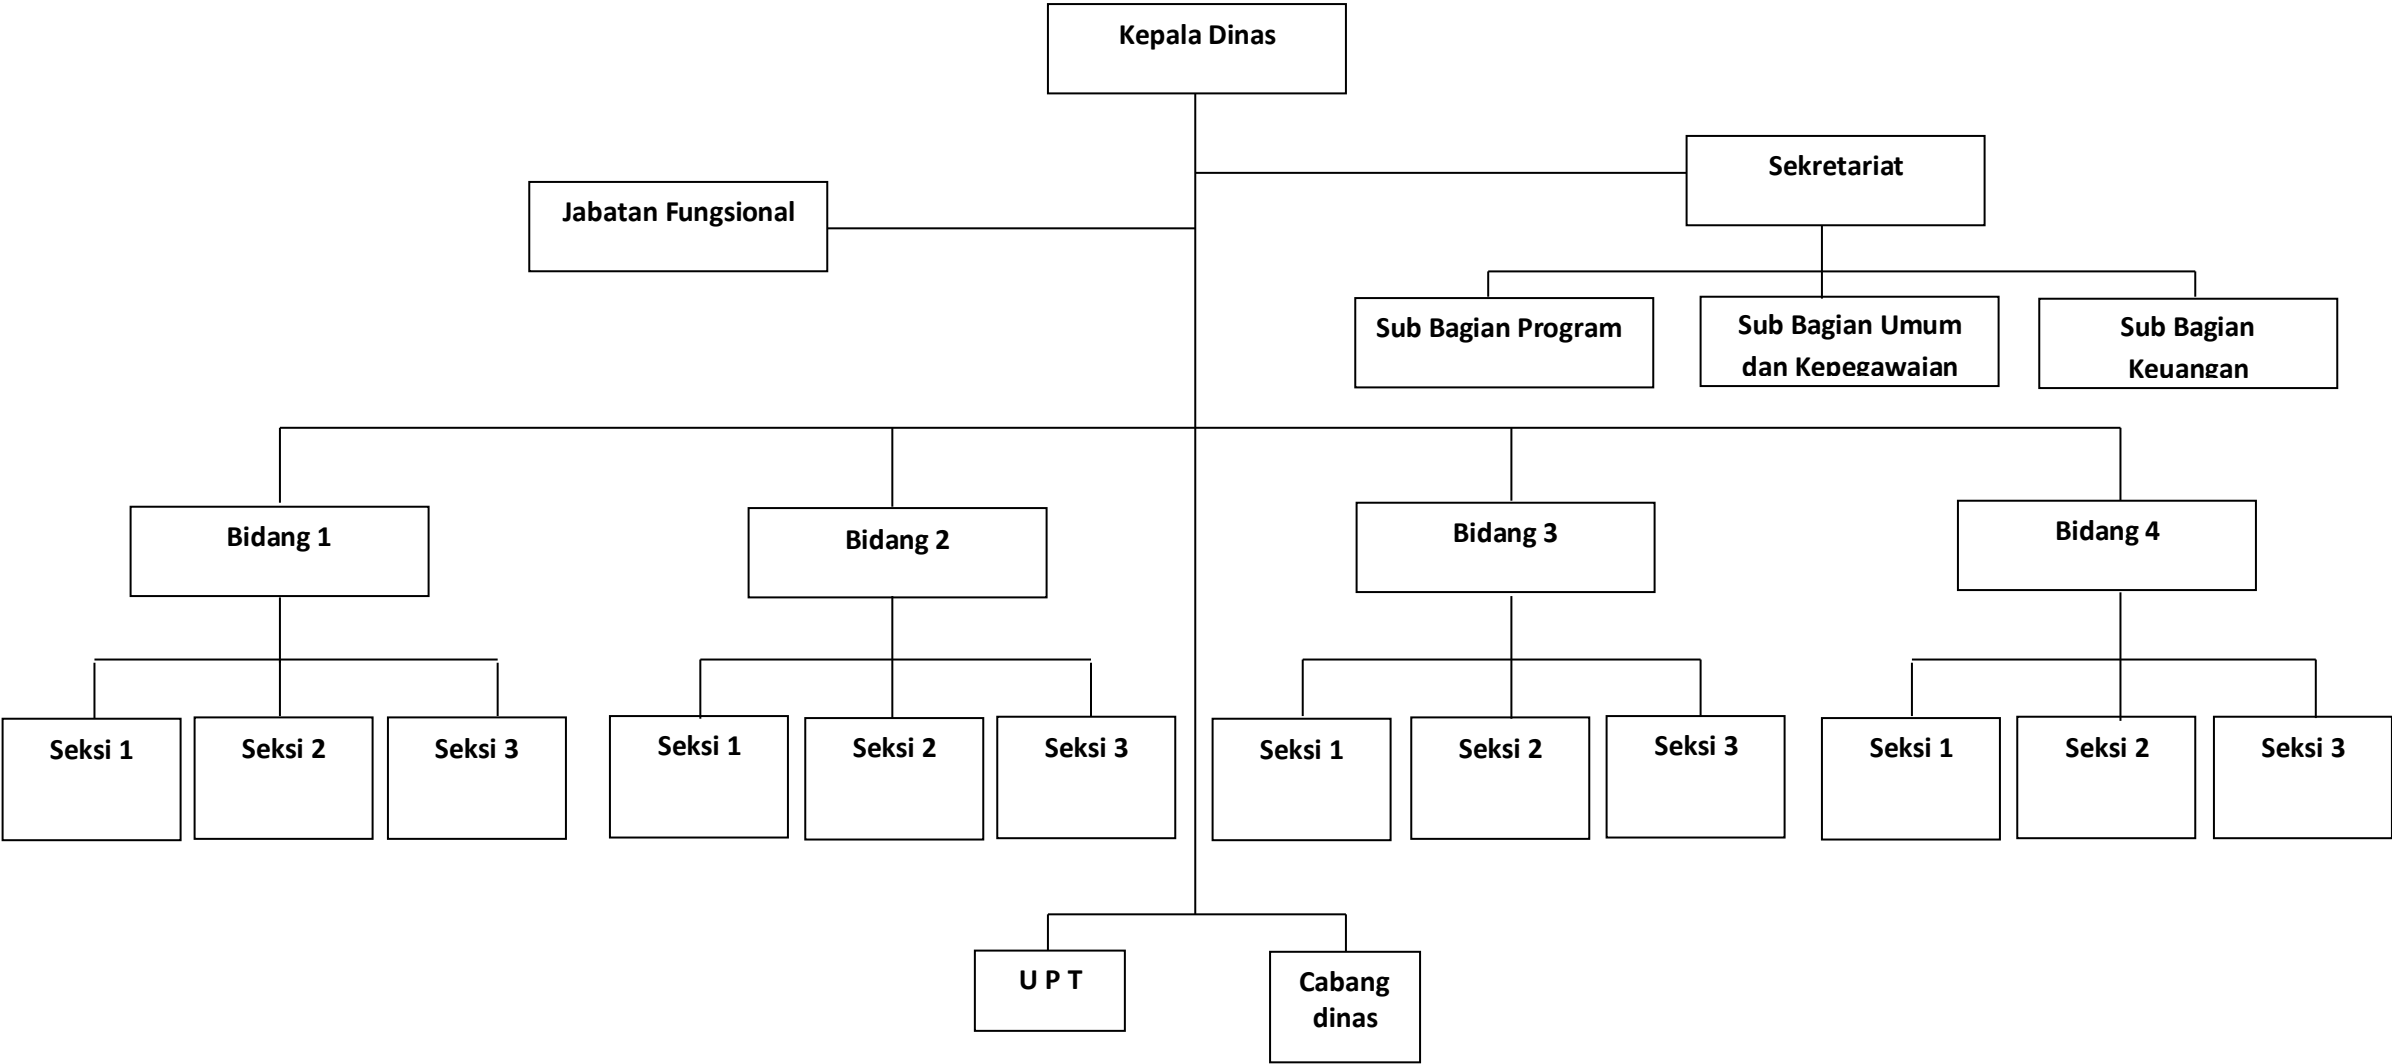 Kepala Dinas
Sekretariat
Jabatan Fungsional
Sub Bagian Program
Sub Bagian Umum
dan Kepegawaian
Sub Bagian
Keuangan
Bidang 1
Bidang 2
Bidang 3
Bidang 4
Seksi 1
Seksi 2
Seksi 3
Seksi 1
Seksi 2
Seksi 3
Seksi 1
Seksi 2
Seksi 3
Seksi 1
Seksi 2
Seksi 3
U P T
Cabang
dinas